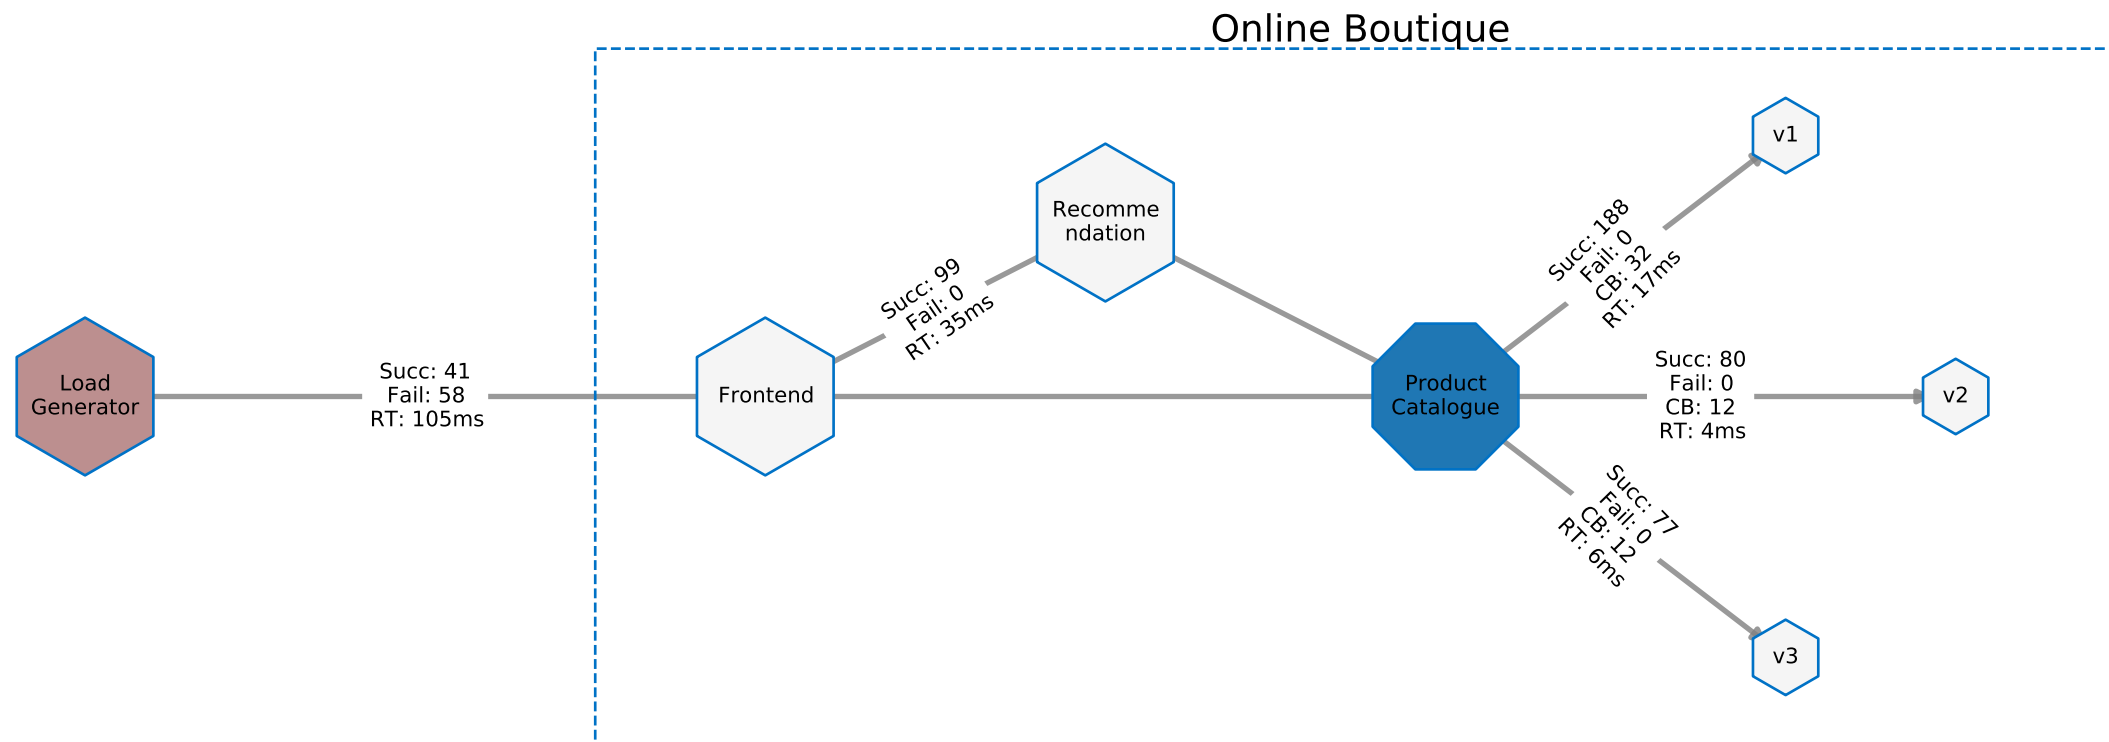 Online Boutique
Load
Generator
Succ: 41
Fail: 58
RT: 105ms
Frontend
Succ: 99
Fail: 0
RT: 35ms
Recomme
ndation
Product
Catalogue
Succ: 188
Fail: 0
CB: 32
RT: 17ms
v1
Succ: 80
Fail: 0
CB: 12
RT: 4ms
v2
Succ: 77
Fail: 0
CB: 12
RT: 6ms
v3